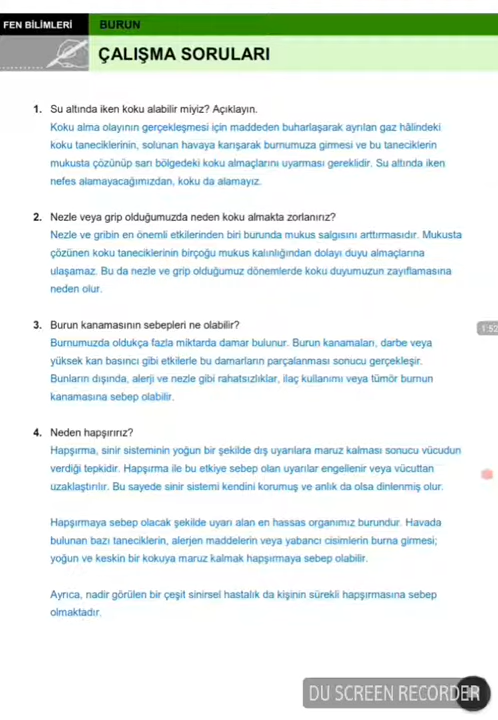 FEN BİLİMLERİ
BURUN
ÇALIŞMA SORULARI
1. Su altında iken koku alabilir miyiz? Açıklayın.
Koku alma olayının gerçekleşmesi için maddeden buharlaşarak ayrılan gaz hâlindeki
koku taneciklerinin, solunan havaya karışarak burnumuza girmesi ve bu taneciklerin
mukusta çözünüp sarı bölgedeki koku almaçlarını uyarması gereklidir. Su altında iken
nefes alamayacağımızdan, koku da alamayız.
2. Nezle veya grip olduğumuzda neden koku almakta zorlanırız?
Nezle ve gribin en önemli etkilerinden biri burunda mukus salgısını arttırmasıdır. Mukusta
çözünen koku taneciklerinin birçoğu mukus kalınlığından dolayı duyu almaçlarına
ulaşamaz. Bu da nezle ve grip olduğumuz dönemlerde koku duyumuzun zayıflamasına
neden olur.
3. Burun kanamasının sebepleri ne olabilir?
Burnumuzda oldukça fazla miktarda damar bulunur. Burun kanamaları, darbe veya
yüksek kan basıncı gibi etkilerle bu damarların parçalanması sonucu gerçekleşir.
Bunların dışında, alerji ve nezle gibi rahatsızlıklar, ilaç kullanımı veya tümör burnun
kanamasına sebep olabilir.
1:52
4. Neden hapşırırız?
Hapşırma, sinir sisteminin yoğun bir şekilde dış uyarılara maruz kalması sonucu vücudun
verdiği tepkidir. Hapşırma ile bu etkiye sebep olan uyarılar engellenir veya vücuttan
uzaklaştırılır. Bu sayede sinir sistemi kendini korumuş ve anlık da olsa dinlenmiş olur.
Hapşırmaya sebep olacak şekilde uyarı alan en hassas organımız burundur. Havada
bulunan bazı taneciklerin, alerjen maddelerin veya yabancı cisimlerin burna girmesi;
yoğun ve keskin bir kokuya maruz kalmak hapşırmaya sebep olabilir.
Ayrıca, nadir görülen bir çeşit sinirsel hastalık da kişinin sürekli hapşırmasına sebep
olmaktadır.
DU SCREEN RECORDER